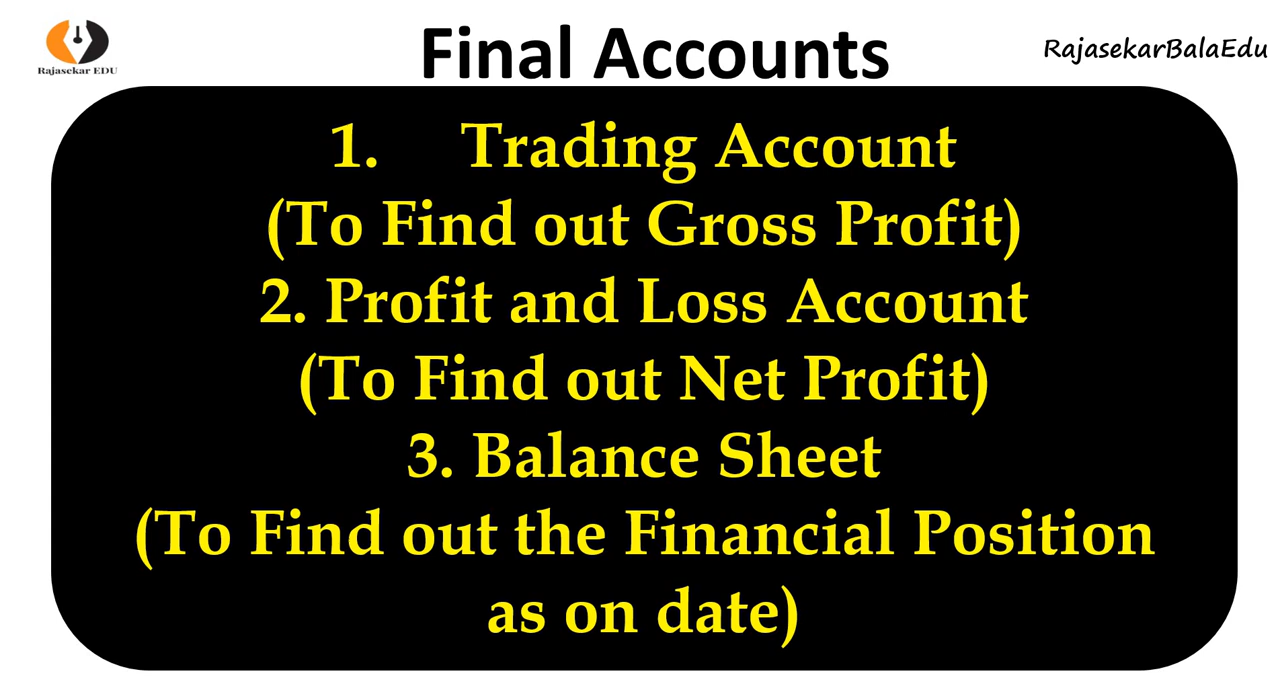 Rajasekar EDU
Final Accounts
RajasekarBalaEdu
1. Trading Account
(To Find out Gross Profit)
2. Profit and Loss Account
(To Find out Net Profit)
3. Balance Sheet
(To Find out the Financial Position
as on date)